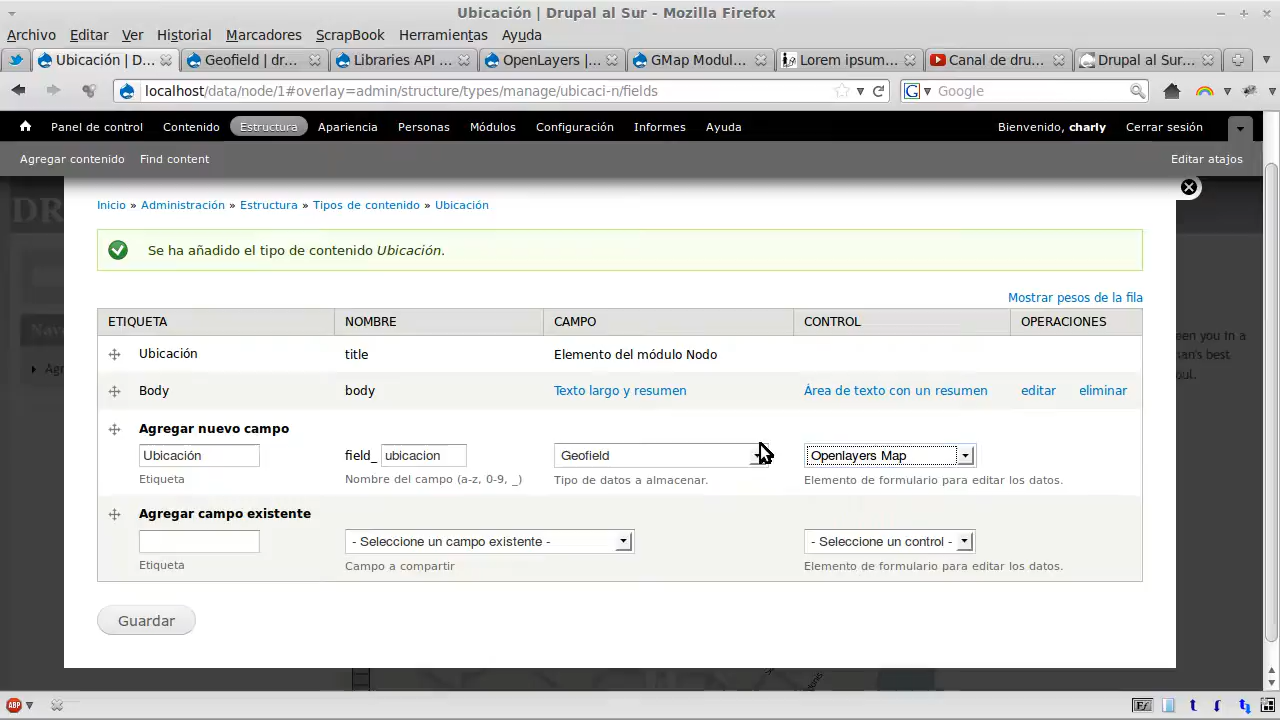 Ubicación | Drupal al Sur - Mozilla Firefox
Archivo Editar Ver Historial Marcadores ScrapBook Herramientas Ayuda
Ubicación | D... Geofield | dr... Libraries API ... OpenLayers |... GMap Modul... Lorem ipsum... Canal de dru... Drupal al Sur...
localhost/data/node/1#overlay=admin/structure/types/manage/ubicaci-n/fields Google
Panel de control Contenido Estructura Apariencia Personas Módulos Configuración Informes Ayuda Bienvenido, charly Cerrar sesión
Agregar contenido Find content Editar atajos
DR
Inicio » Administración » Estructura » Tipos de contenido » Ubicación
Se ha añadido el tipo de contenido Ubicación.
Mostrar pesos de la fila
ETIQUETA NOMBRE CAMPO CONTROL OPERACIONES
Ubicación title Elemento del módulo Nodo
Body body Texto largo y resumen Área de texto con un resumen editar eliminar
Agregar nuevo campo
Ubicación field_ ubicacion Geofield Openlayers Map
Etiqueta Nombre del campo (a-z, 0-9, _) Tipo de datos a almacenar. Elemento de formulario para editar los datos.
Agregar campo existente
- Seleccione un campo existente - - Seleccione un control -
Etiqueta Campo a compartir Elemento de formulario para editar los datos.
Guardar
ABP